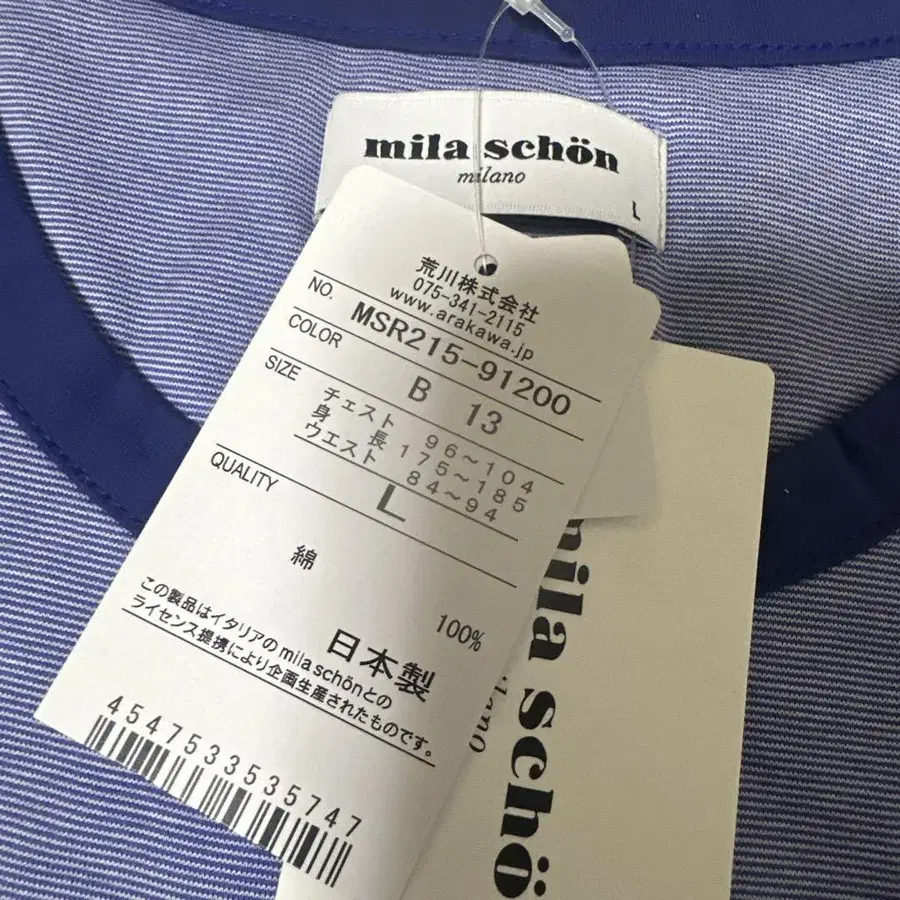 mila schön
milano
L
荒川株式会社
075-341-2115
www.arakawa.jp
NO. MSR215-91200
COLOR B 13
SIZE
チェスト 96～104
身長 175～185
ウエスト 84～94
L
QUALITY
綿 100%
日本製
この製品はイタリアのmila schönとの
ライセンス提携により企画生産されたものです。
4547533535747
mila schö
ilano